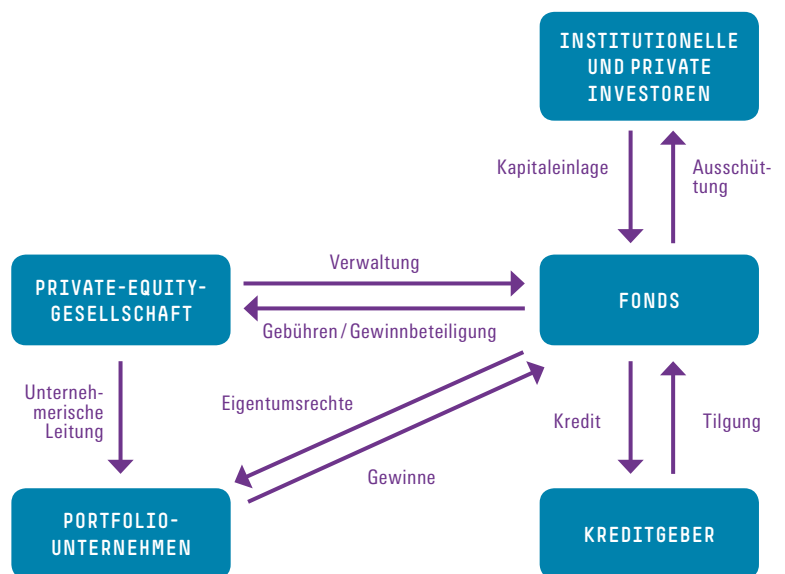 INSTITUTIONELLE
UND PRIVATE
INVESTOREN
Kapitaleinlage
Ausschüt-
tung
PRIVATE-EQUITY-
GESELLSCHAFT
Verwaltung
Gebühren/Gewinnbeteiligung
FONDS
Unterneh-
merische
Leitung
Eigentumsrechte
Gewinne
Kredit
Tilgung
PORTFOLIO-
UNTERNEHMEN
KREDITGEBER